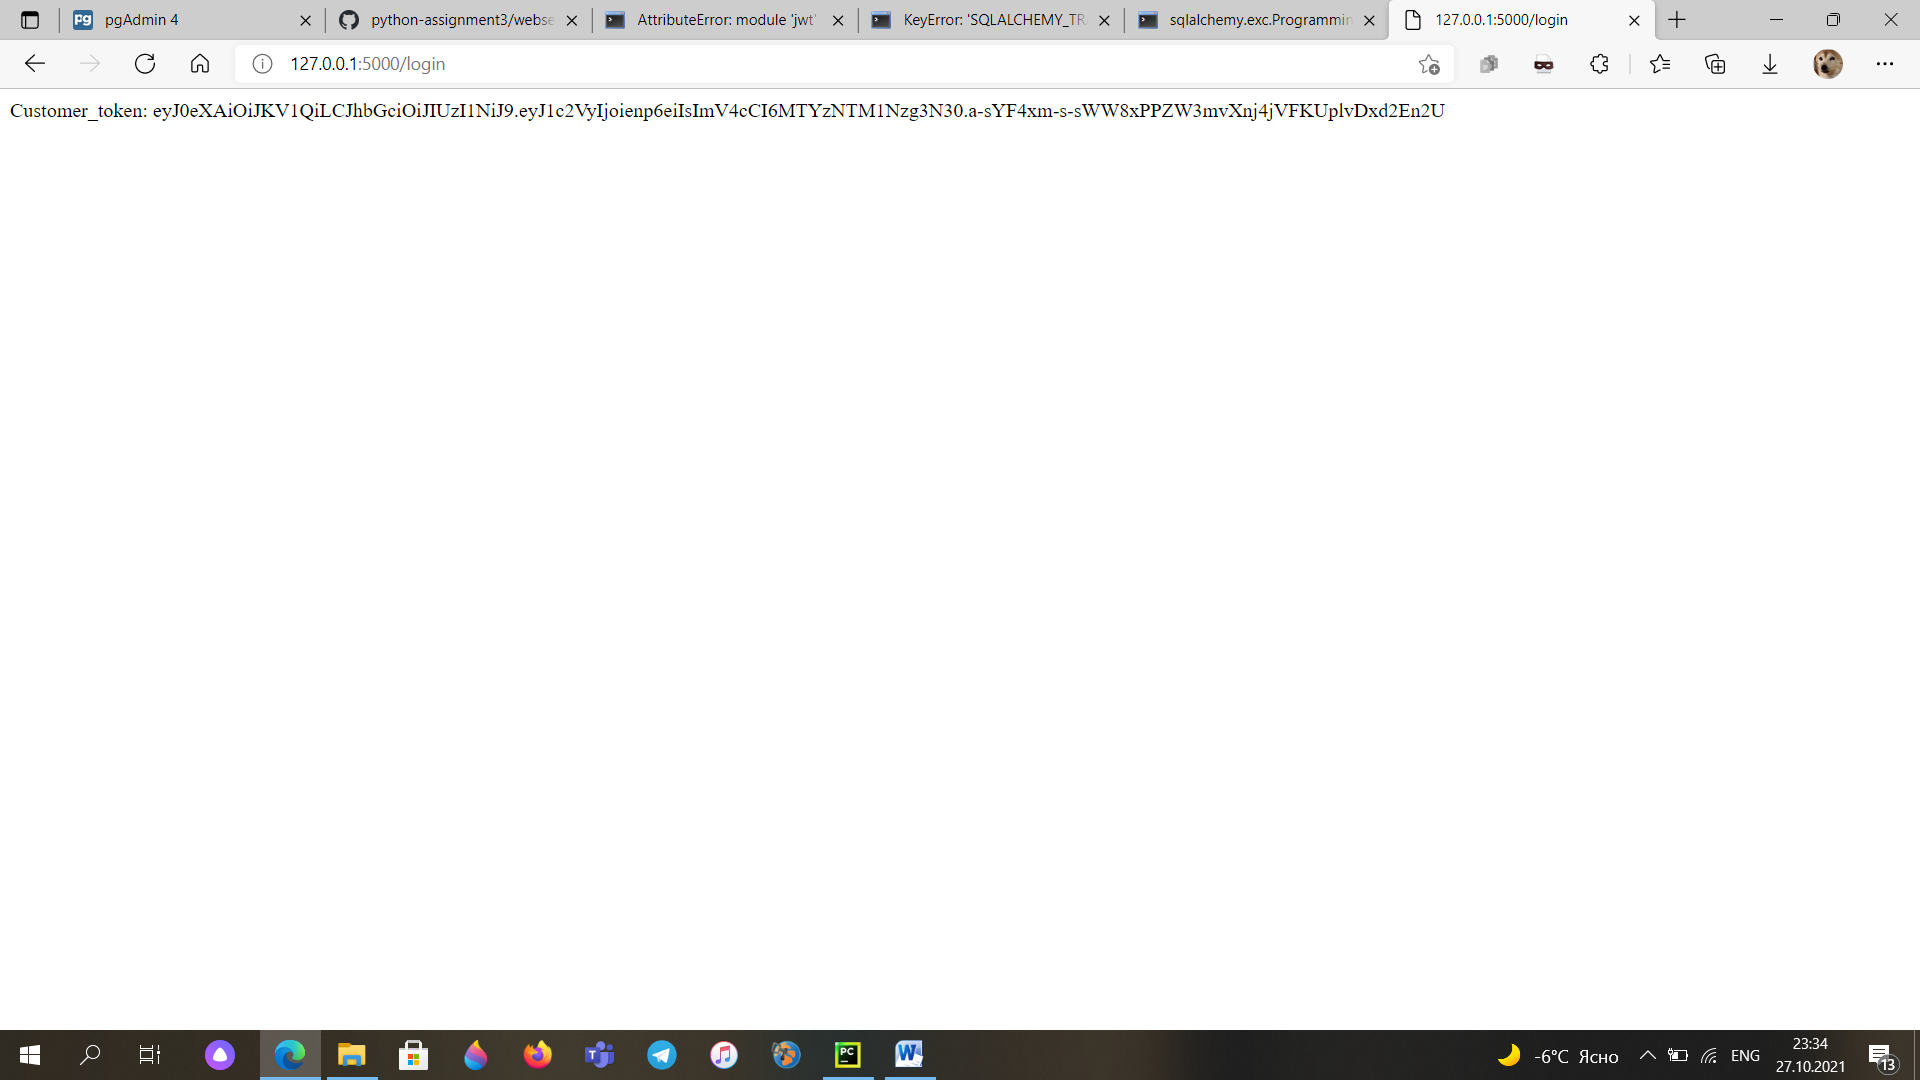 pgAdmin 4
python-assignment3/webse
AttributeError: module 'jwt'
KeyError: 'SQLALCHEMY_TR
sqlalchemy.exc.Programmin
127.0.0.1:5000/login
127.0.0.1:5000/login
Customer_token: eyJ0eXAiOiJKV1QiLCJhbGciOiJIUzI1NiJ9.eyJ1c2VyIjoienp6eiIsImV4cCI6MTYzNTM1Nzg3N30.a-sYF4xm-s-sWW8xPPZW3mvXnj4jVFKUplvDxd2En2U
-6°C Ясно
ENG
23:34
27.10.2021
13